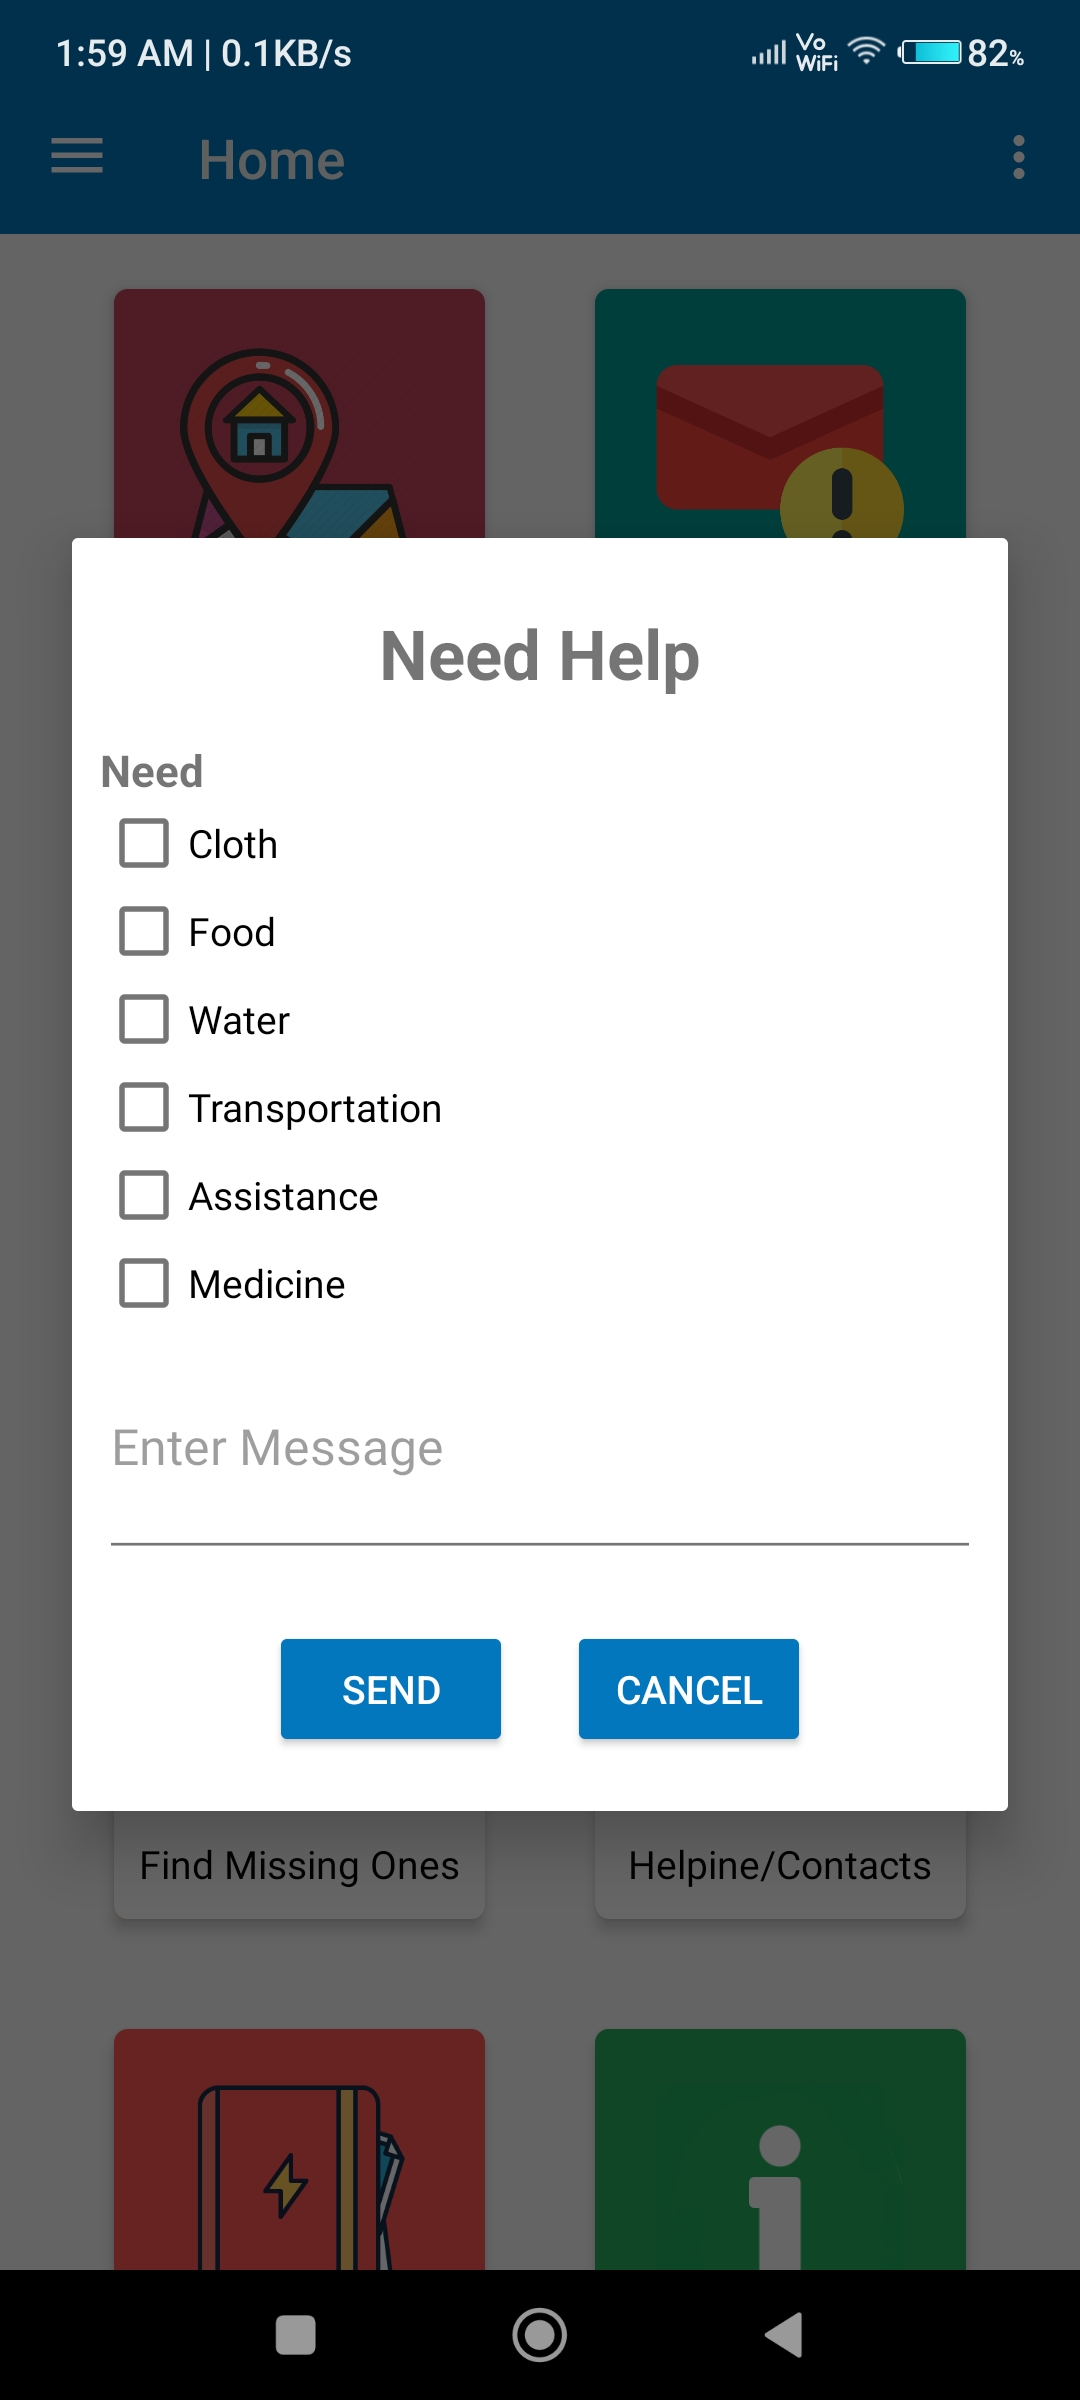 1:59 AM | 0.1KB/s Vo WiFi 82%
Home
Need Help
Need
Cloth
Food
Water
Transportation
Assistance
Medicine
Enter Message
SEND CANCEL
Find Missing Ones Helpine/Contacts